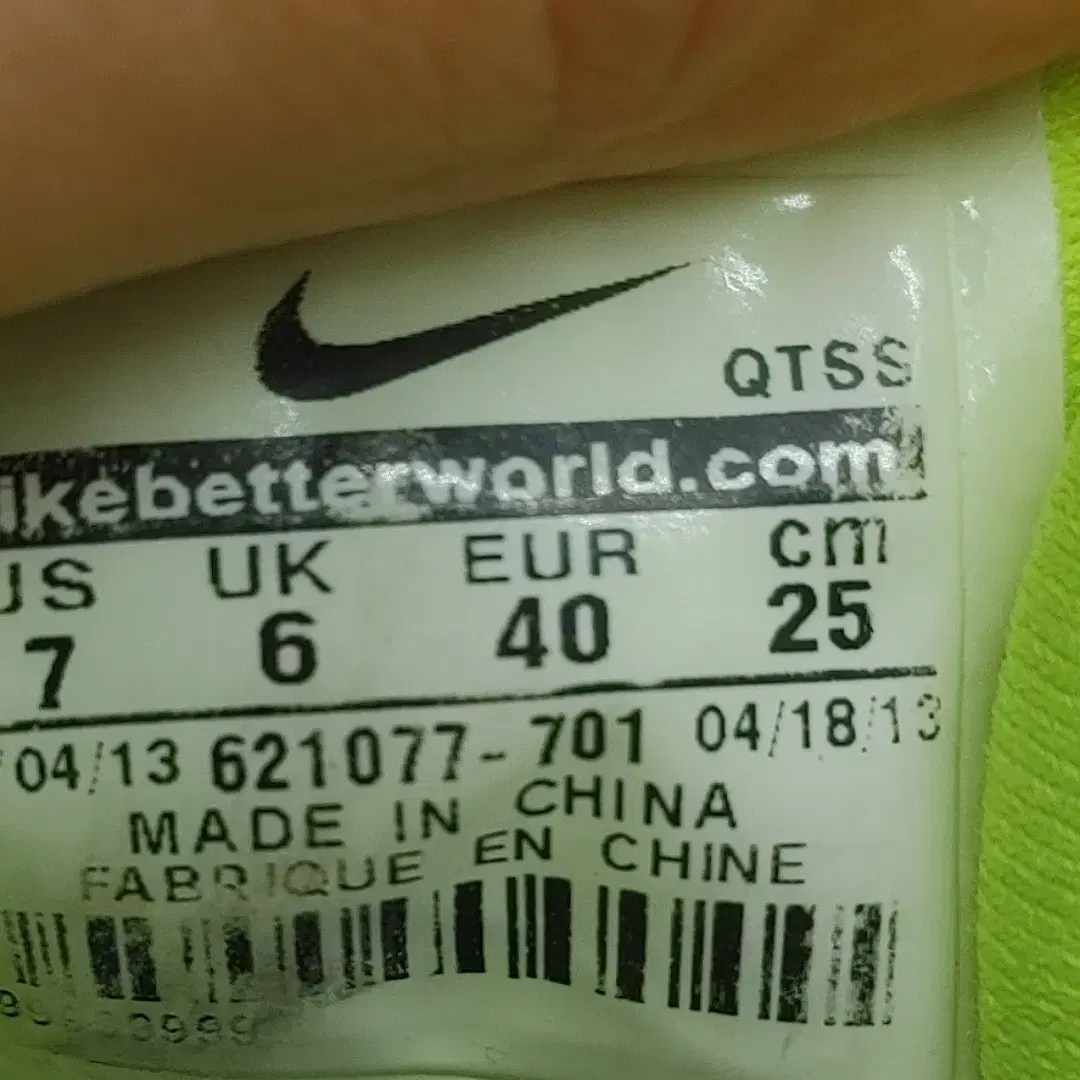 QTSS
ikebetterworld.com
US UK EUR cm
7 6 40 25
/04/13 621077-701 04/18/13
MADE IN CHINA
FABRIQUE EN CHINE